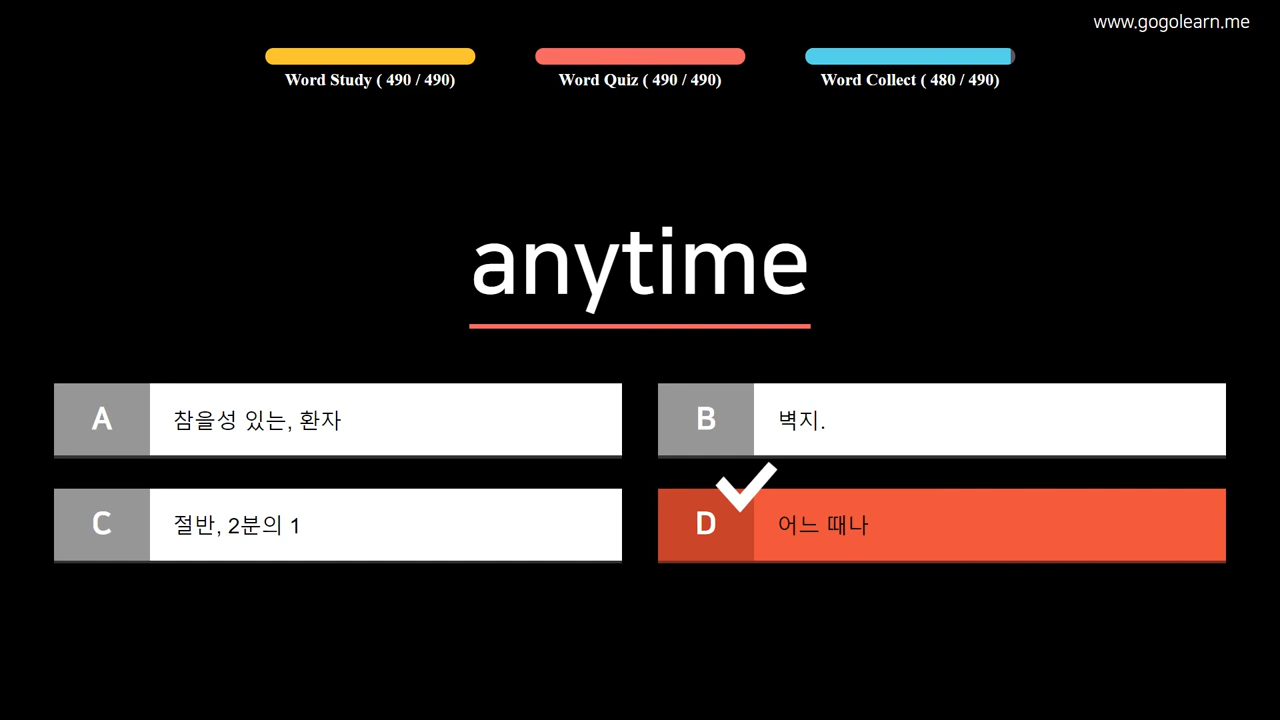 www.gogolearn.me
Word Study ( 490 / 490)
Word Quiz ( 490 / 490)
Word Collect ( 480 / 490)
anytime
A 참을성 있는, 환자
B 벽지.
C 절반, 2분의 1
D 어느 때나